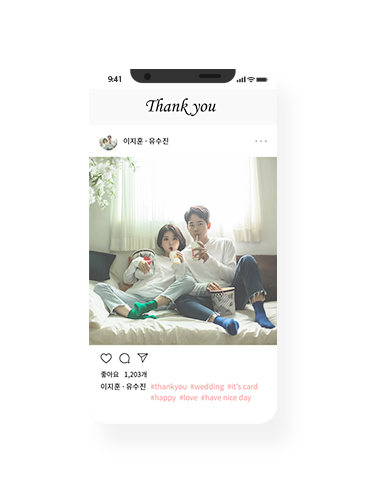 9:41
Thank you
이지훈 · 유수진
좋아요 1,203개
이지훈 · 유수진 #thankyou #wedding #it's card
#happy #love #have nice day